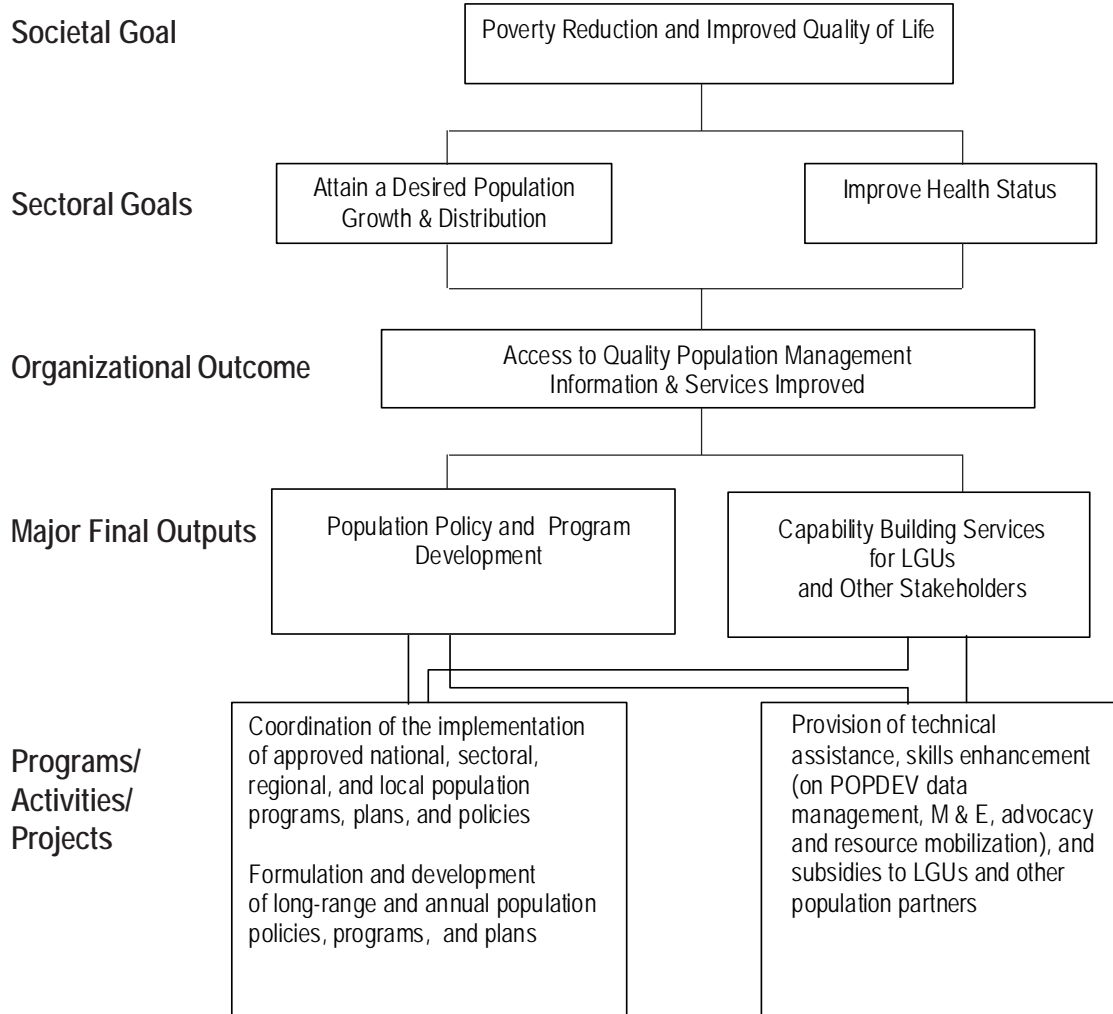 Societal Goal
Poverty Reduction and Improved Quality of Life
Sectoral Goals
Attain a Desired Population
Growth & Distribution
Improve Health Status
Organizational Outcome
Access to Quality Population Management
Information & Services Improved
Major Final Outputs
Population Policy and Program
Development
Capability Building Services
for LGUs
and Other Stakeholders
Programs/
Activities/
Projects
Coordination of the implementation
of approved national, sectoral,
regional, and local population
programs, plans, and policies
Formulation and development
of long-range and annual population
policies, programs, and plans
Provision of technical
assistance, skills enhancement
(on POPDEV data
management, M & E, advocacy
and resource mobilization), and
subsidies to LGUs and other
population partners